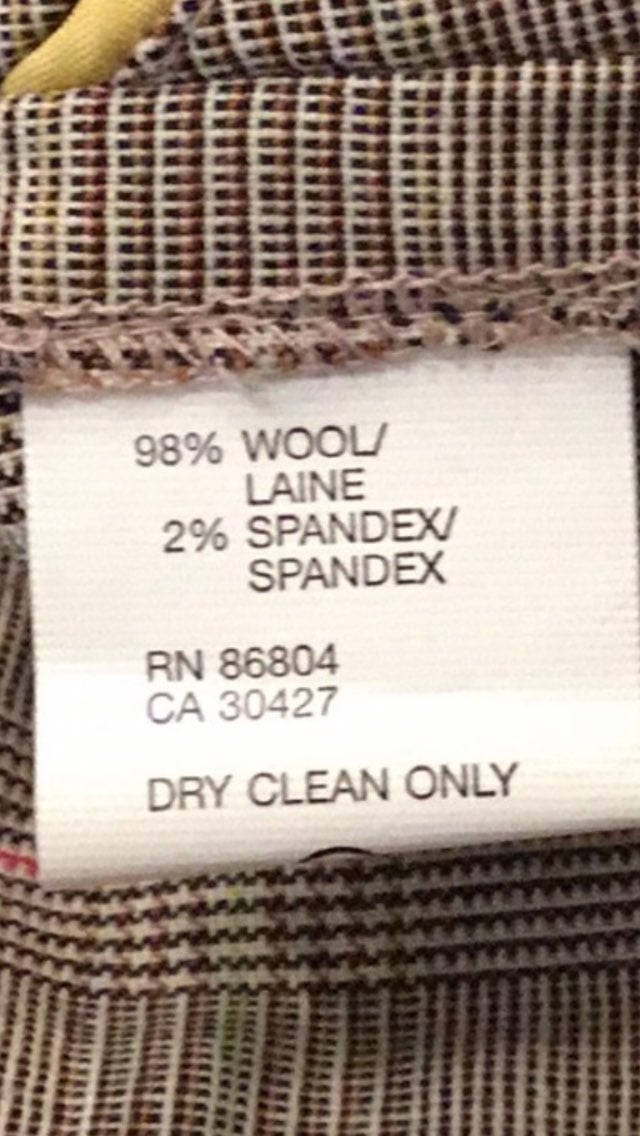 98% WOOL/
LAINE
2% SPANDEX/
SPANDEX
RN 86804
CA 30427
DRY CLEAN ONLY